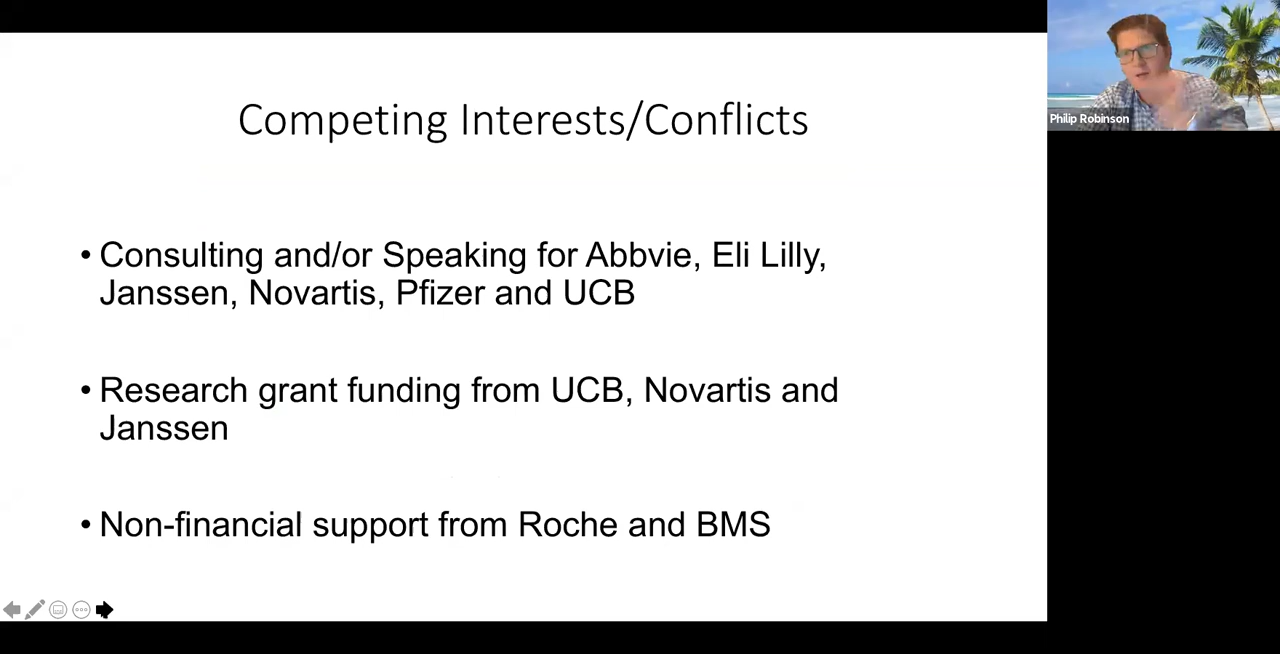 Competing Interests/Conflicts
• Consulting and/or Speaking for Abbvie, Eli Lilly,
Janssen, Novartis, Pfizer and UCB
• Research grant funding from UCB, Novartis and
Janssen
• Non-financial support from Roche and BMS
Philip Robinson